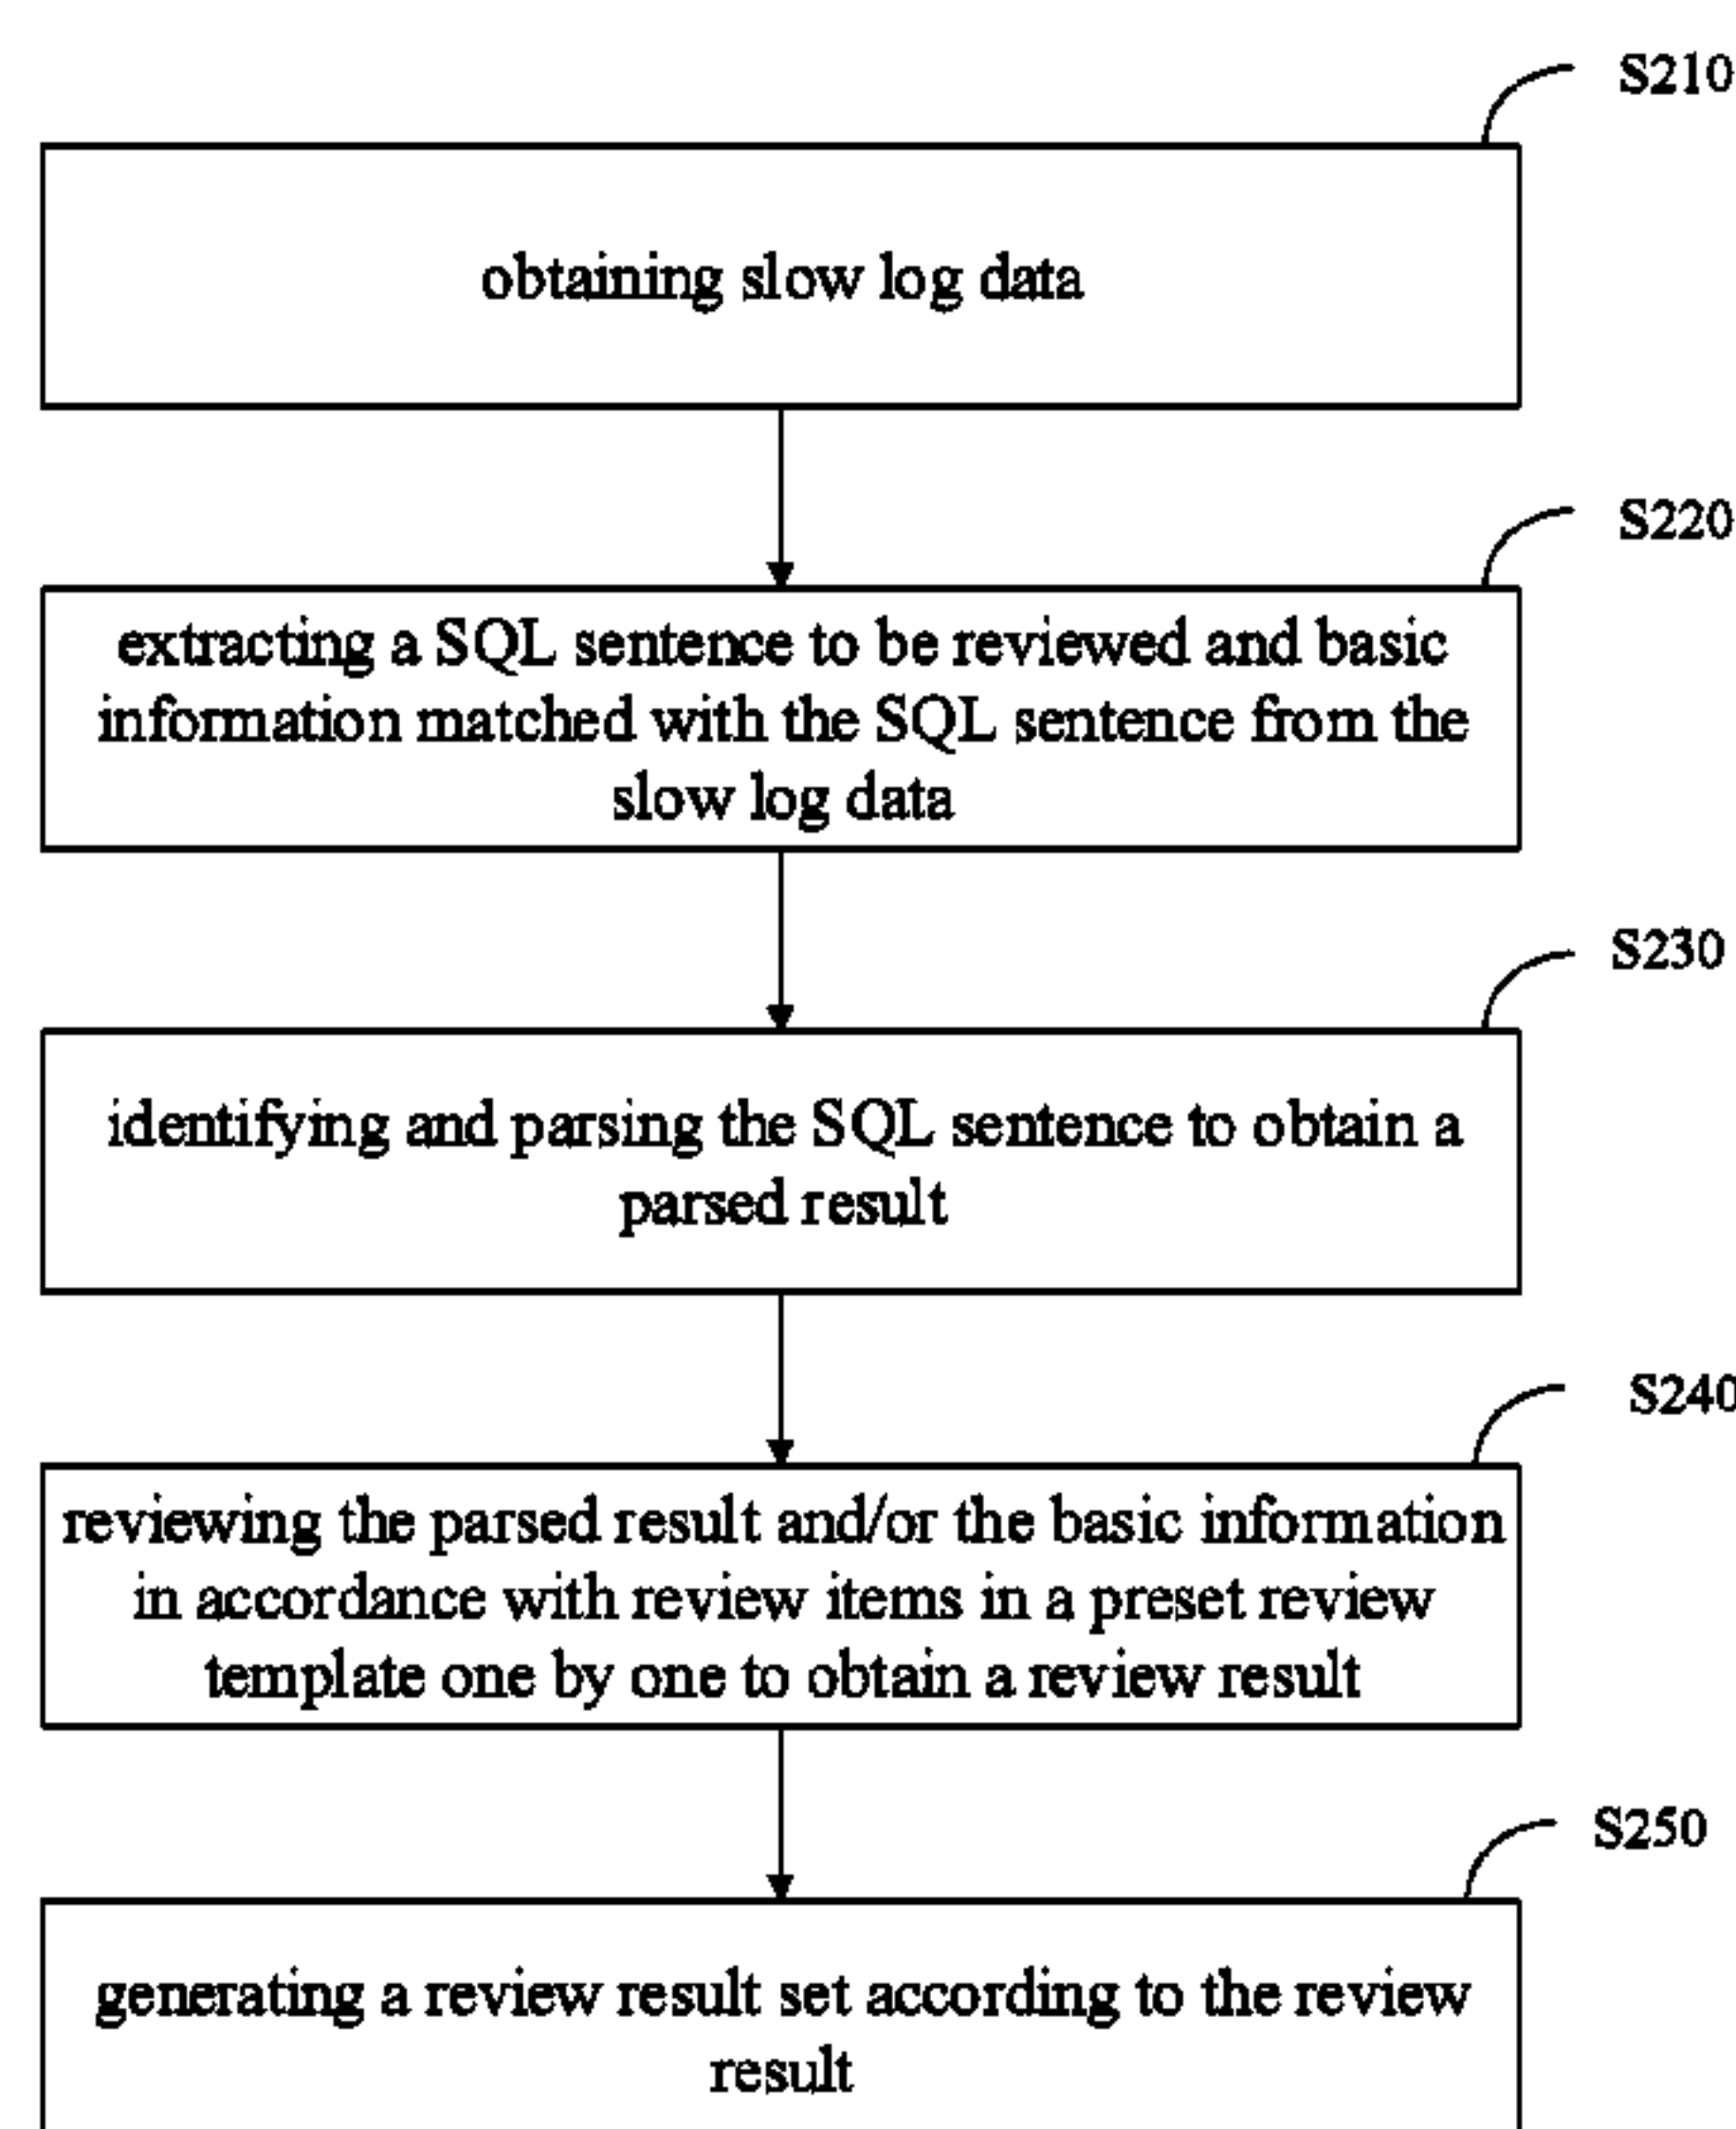 S210
obtaining slow log data
S220
extracting a SQL sentence to be reviewed and basic
information matched with the SQL sentence from the
slow log data
S230
identifying and parsing the SQL sentence to obtain a
parsed result
S240
reviewing the parsed result and/or the basic information
in accordance with review items in a preset review
template one by one to obtain a review result
S250
generating a review result set according to the review
result